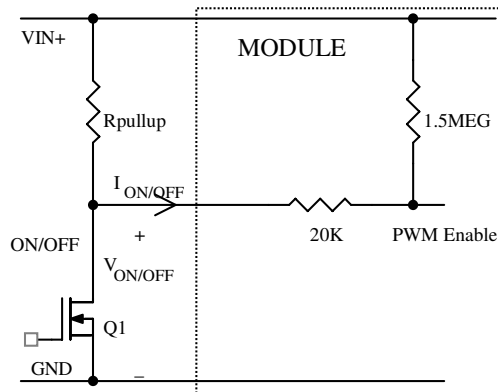 VIN+
MODULE
Rpullup
1.5MEG
I ON/OFF
+
20K
PWM Enable
ON/OFF
V ON/OFF
Q1
GND
_